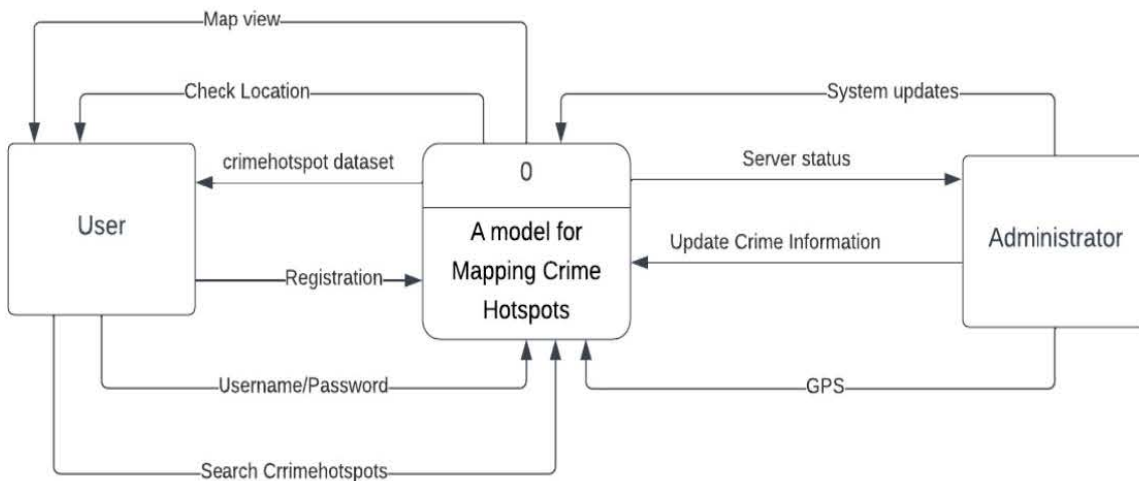 Map view
Check Location
System updates
crimehotspot dataset
0
Server status
User
A model for
Mapping Crime
Hotspots
Update Crime Information
Administrator
Registration
Username/Password
GPS
Search Crrimehotspots